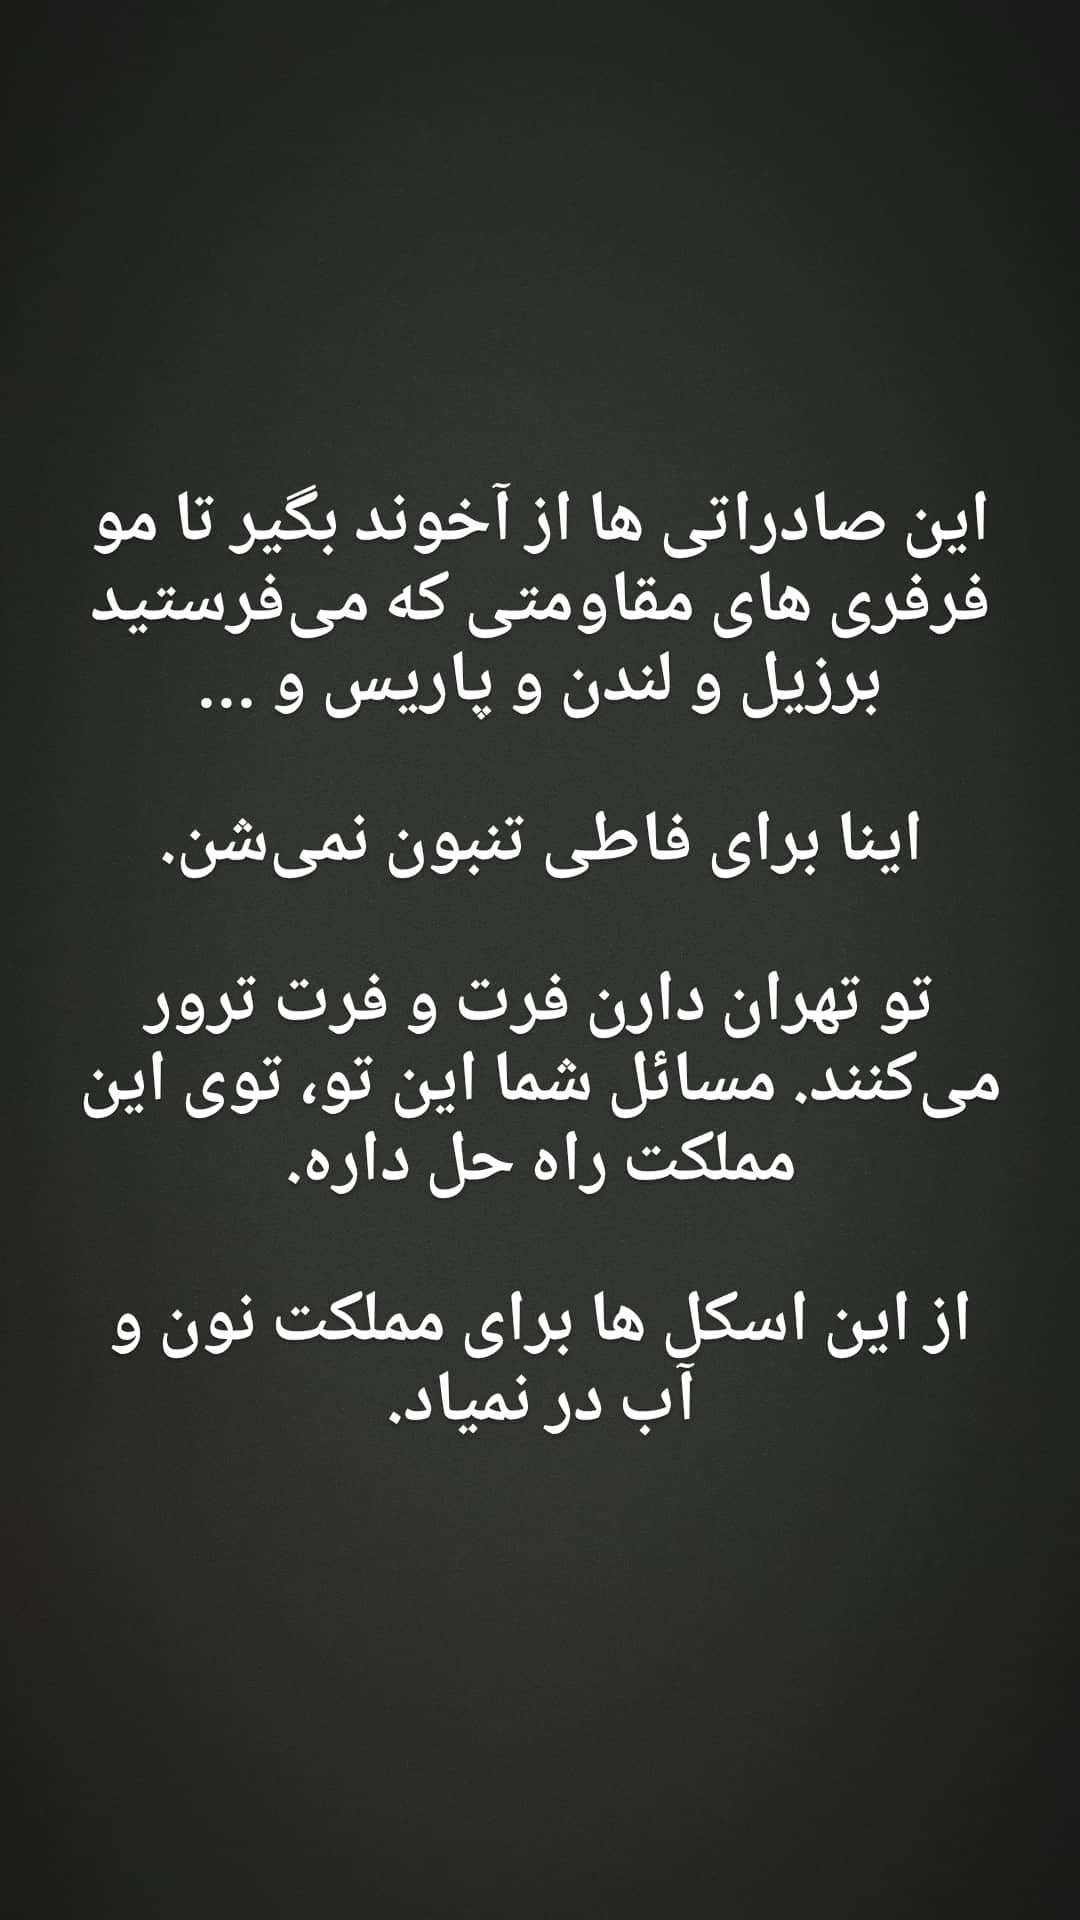 این صادراتی ها از آخوند بگیر تا مو
فرفری های مقاومتی که می‌فرستید
برزیل و لندن و پاریس و ...
اینا برای فاطی تنبون نمی‌شن.
تو تهران دارن فرت و فرت ترور
می‌کنند. مسائل شما این تو، توی این
مملکت راه حل داره.
از این اسکل ها برای مملکت نون و
آب در نمیاد.